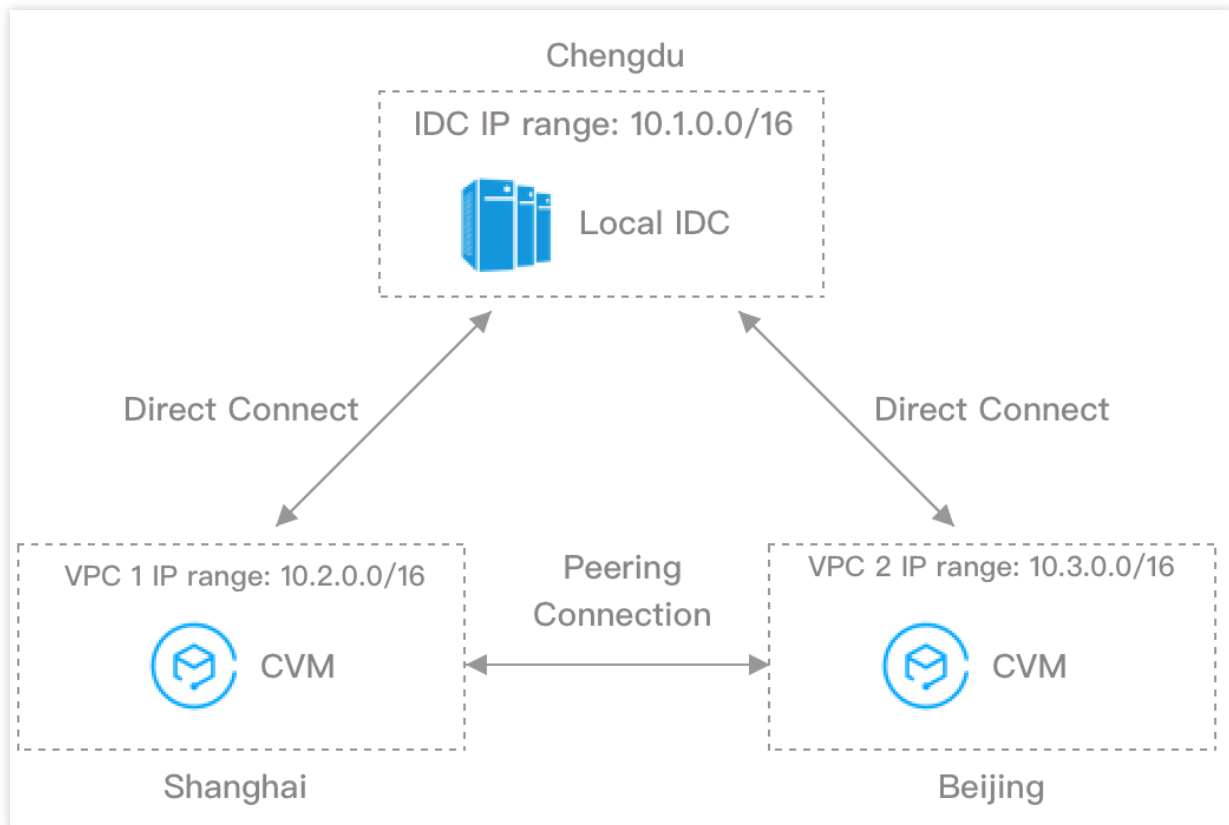 Chengdu
IDC IP range: 10.1.0.0/16
Local IDC
Direct Connect
Direct Connect
VPC 1 IP range: 10.2.0.0/16
CVM
Peering
Connection
VPC 2 IP range: 10.3.0.0/16
CVM
Shanghai
Beijing